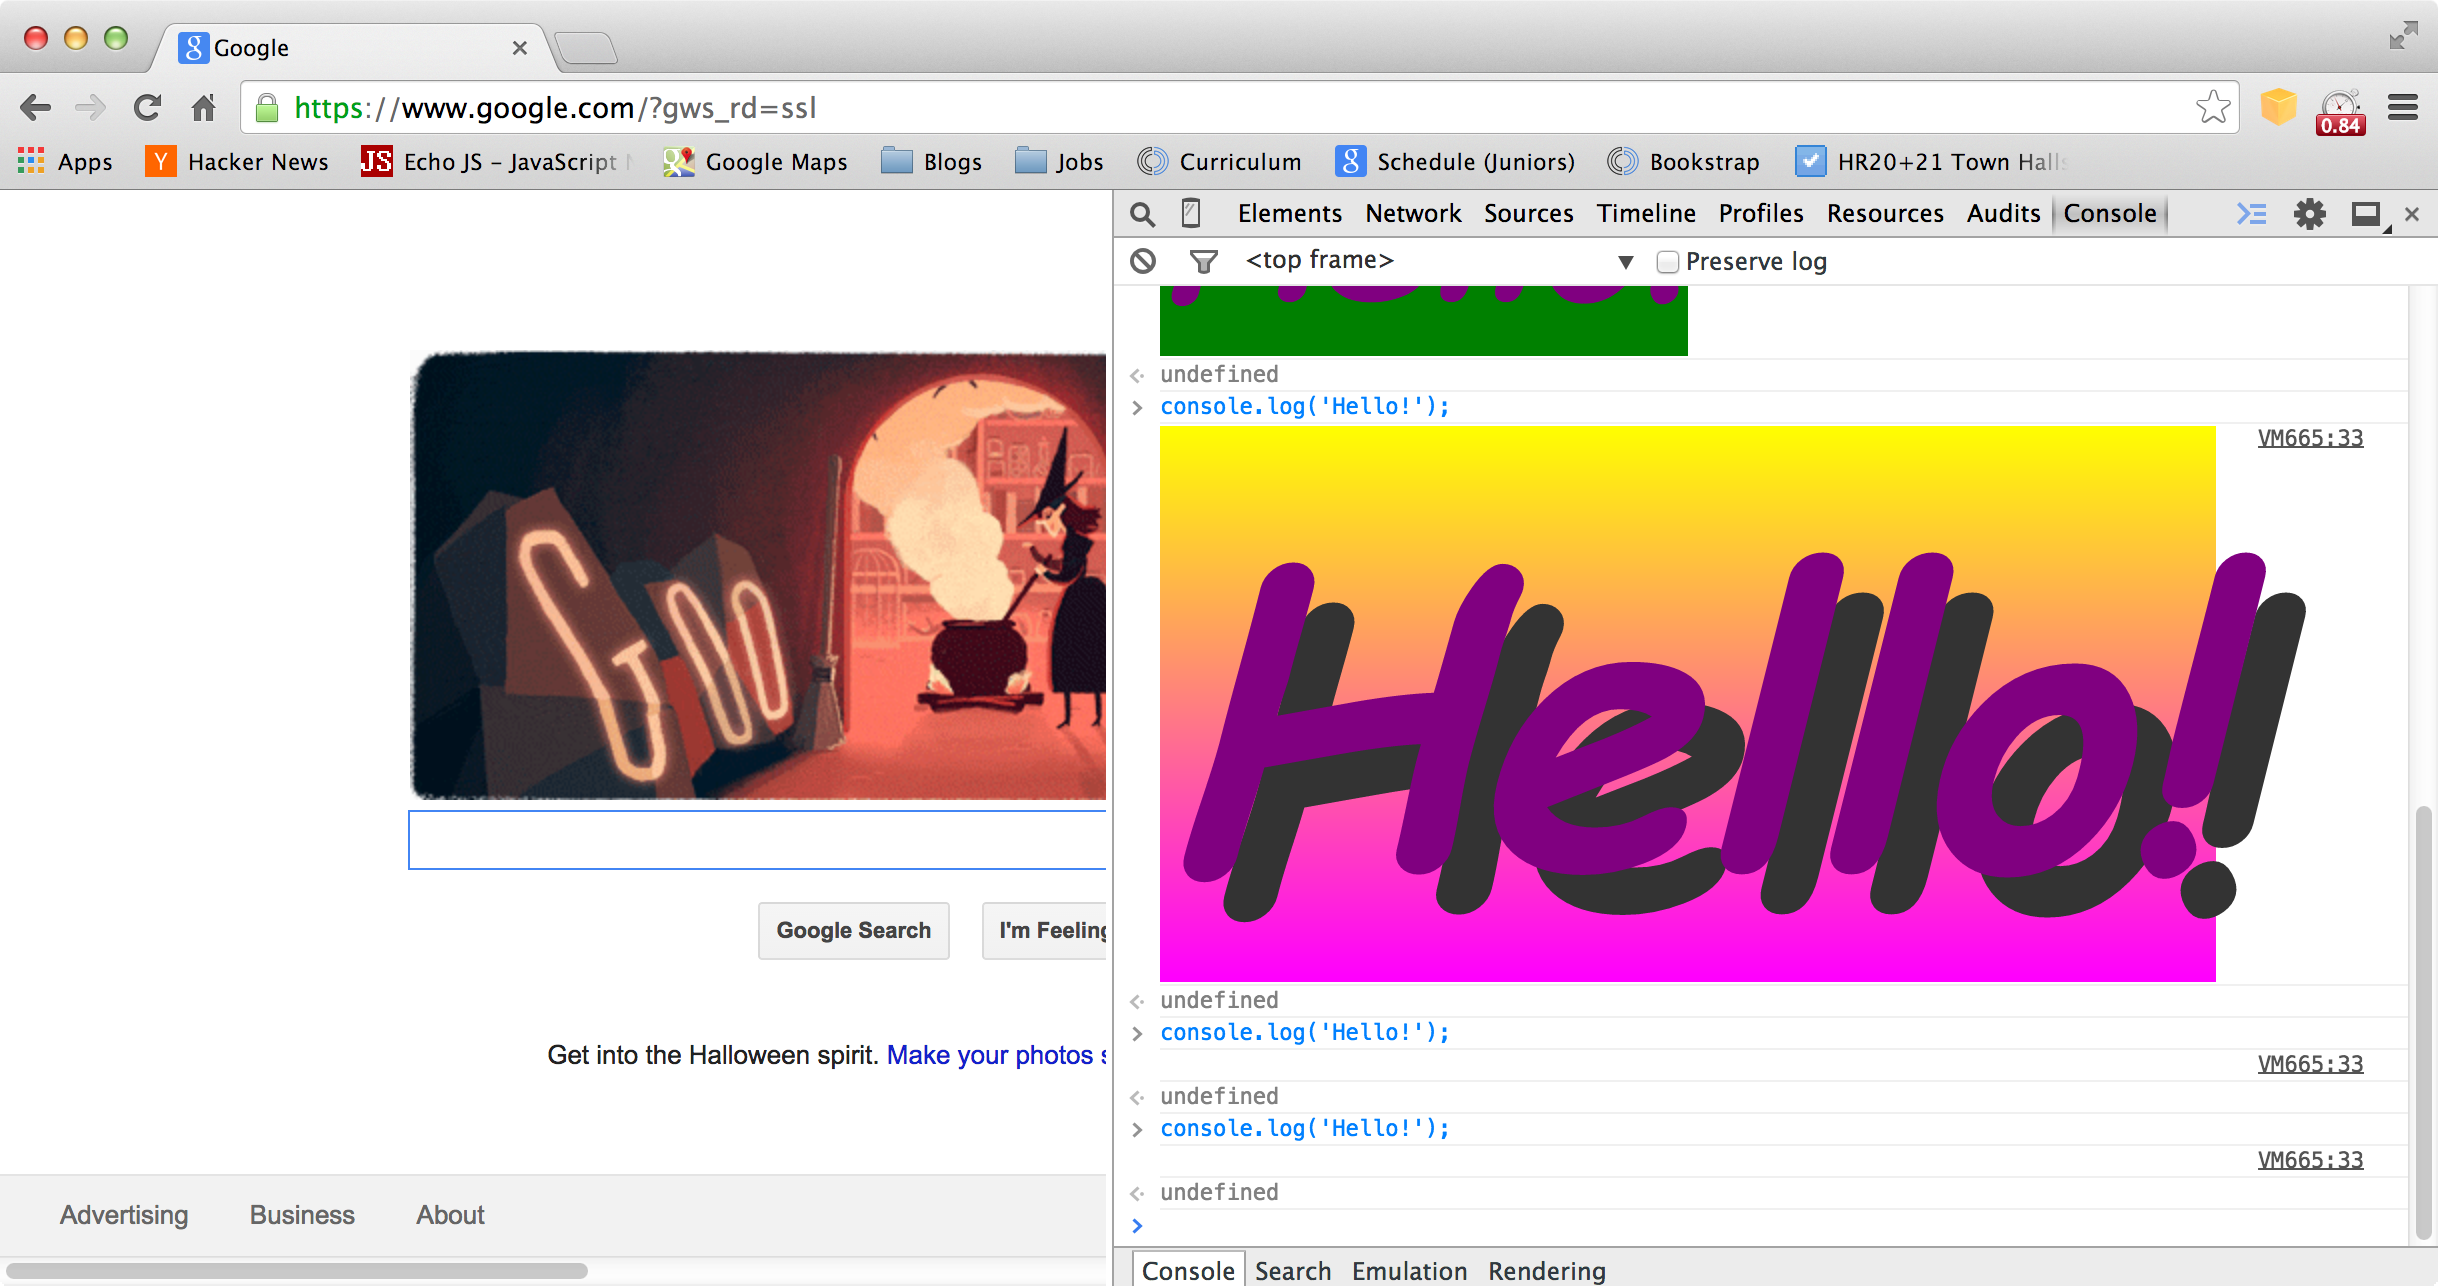 Google
https://www.google.com/?gws_rd=ssl
0.84
Apps
Hacker News
JS Echo JS – JavaScript
Google Maps
Blogs
Jobs
Curriculum
Schedule (Juniors)
Bookstrap
HR20+21 Town Halls
Elements Network Sources Timeline Profiles Resources Audits Console
<top frame> ▼ Preserve log
Goo
Google Search
I'm Feeling
Get into the Halloween spirit. Make your photos s
Advertising Business About
Hello!
undefined
console.log('Hello!');
VM665:33
Hello!
undefined
console.log('Hello!');
VM665:33
undefined
console.log('Hello!');
VM665:33
undefined
Console Search Emulation Rendering